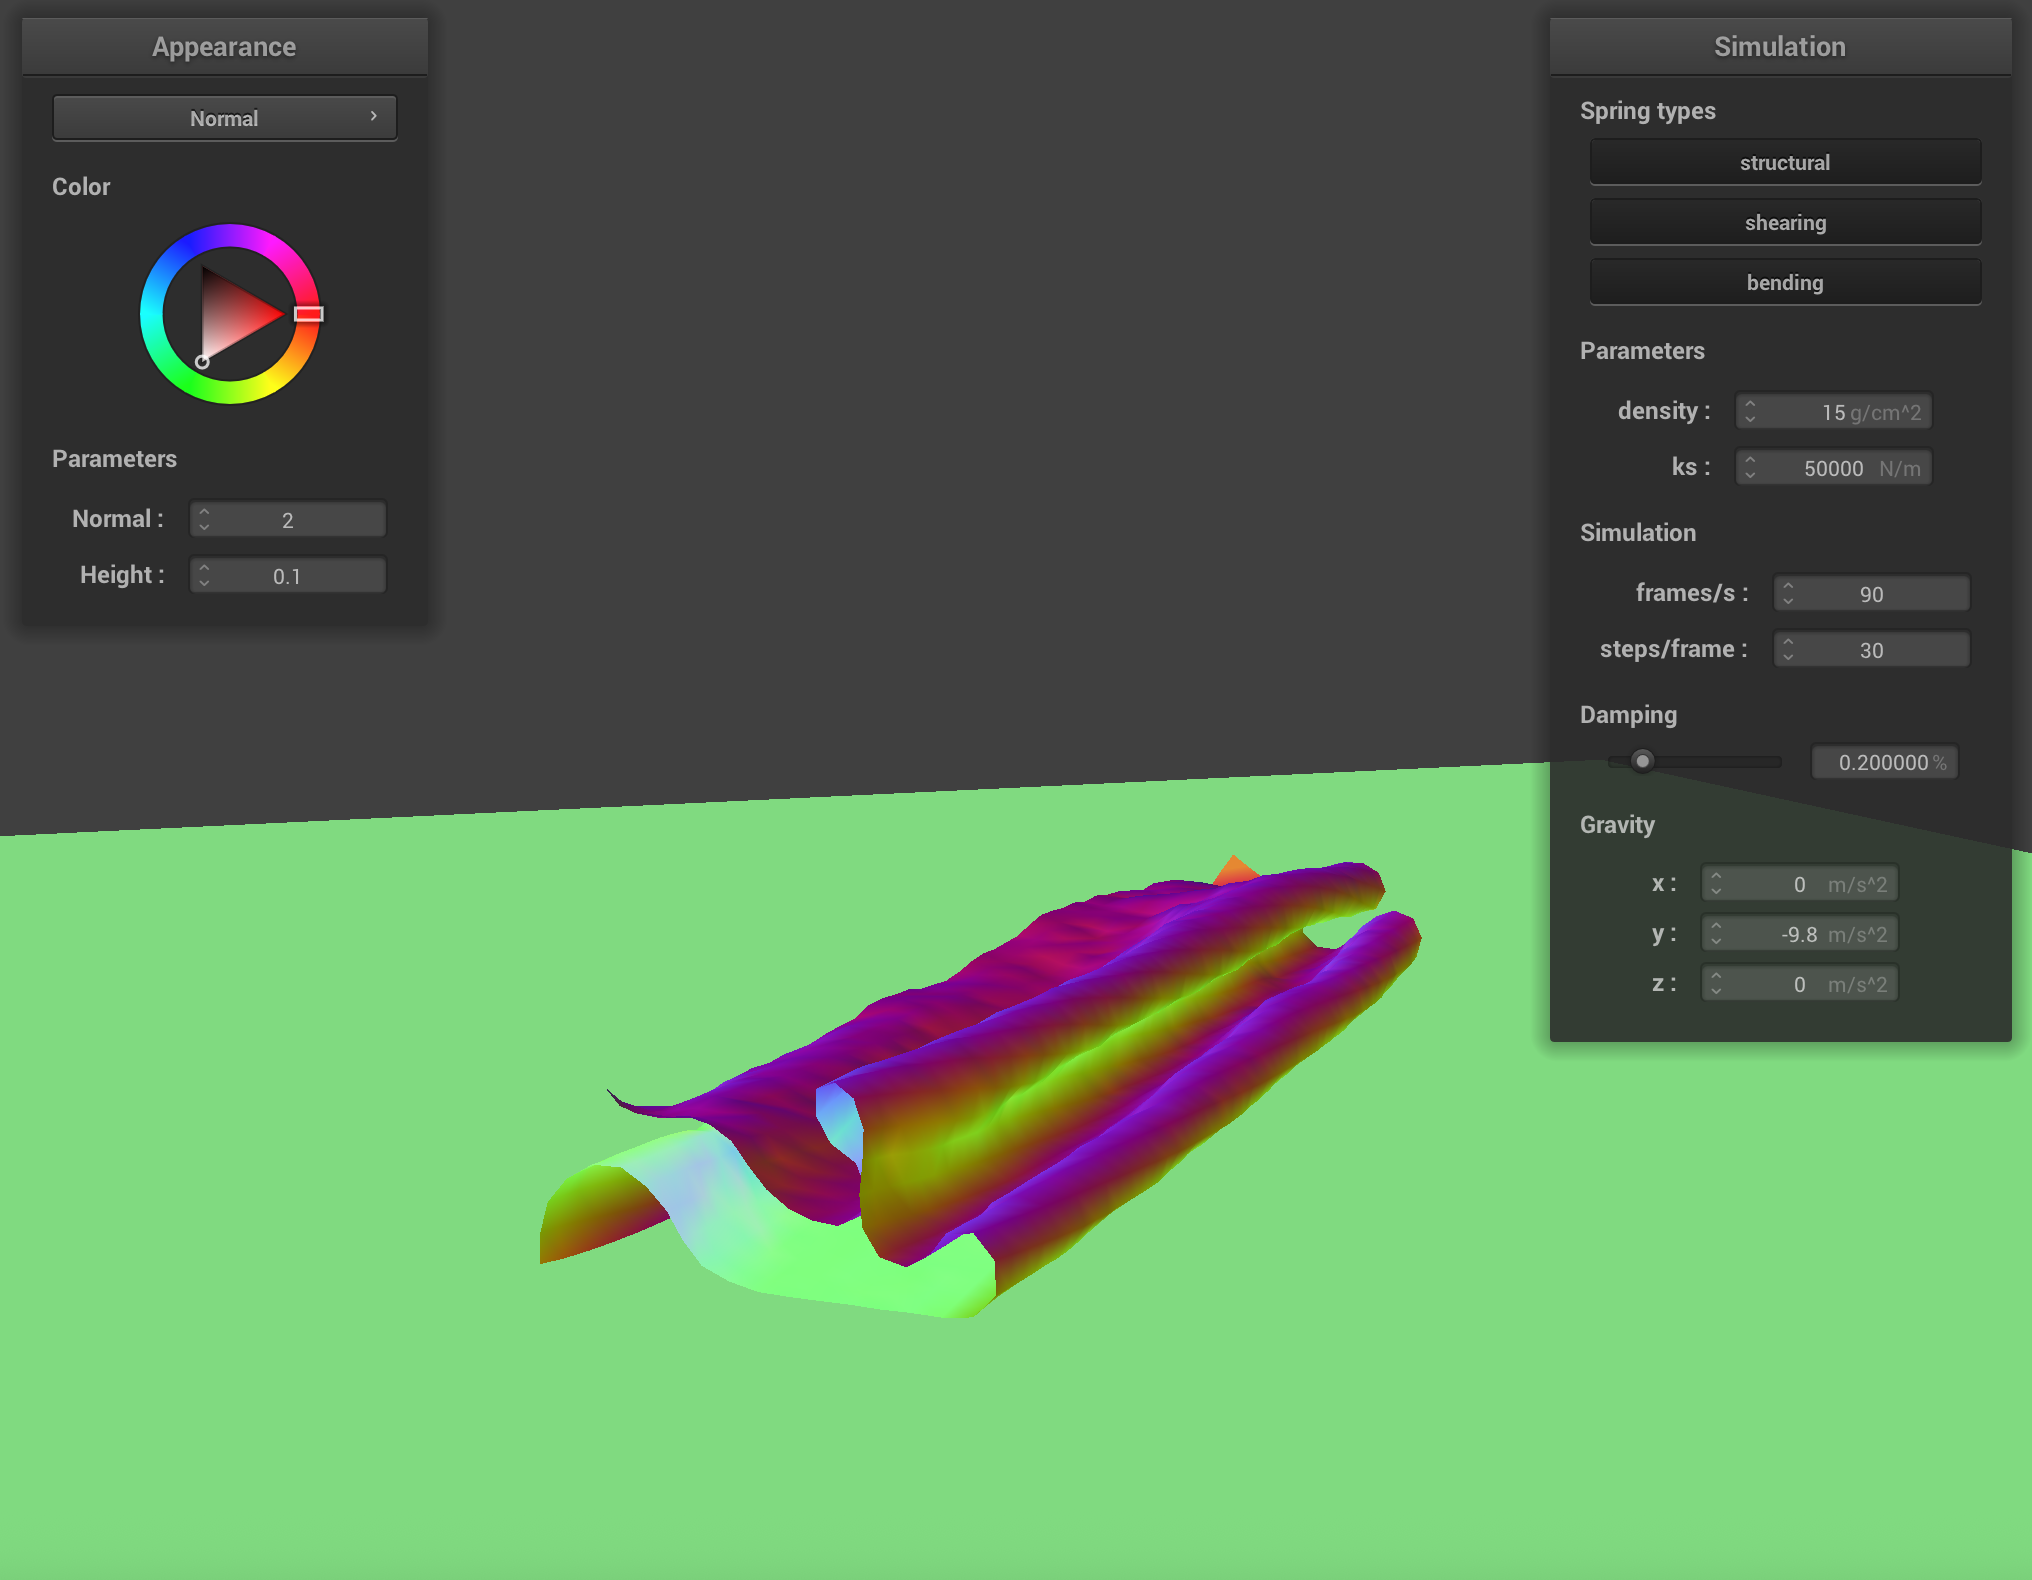 Appearance
Normal
Color
Parameters
Normal : 2
Height : 0.1
Simulation
Spring types
structural
shearing
bending
Parameters
density : 15 g/cm^2
ks : 50000 N/m
Simulation
frames/s : 90
steps/frame : 30
Damping
0.200000 %
Gravity
x : 0 m/s^2
y : -9.8 m/s^2
z : 0 m/s^2